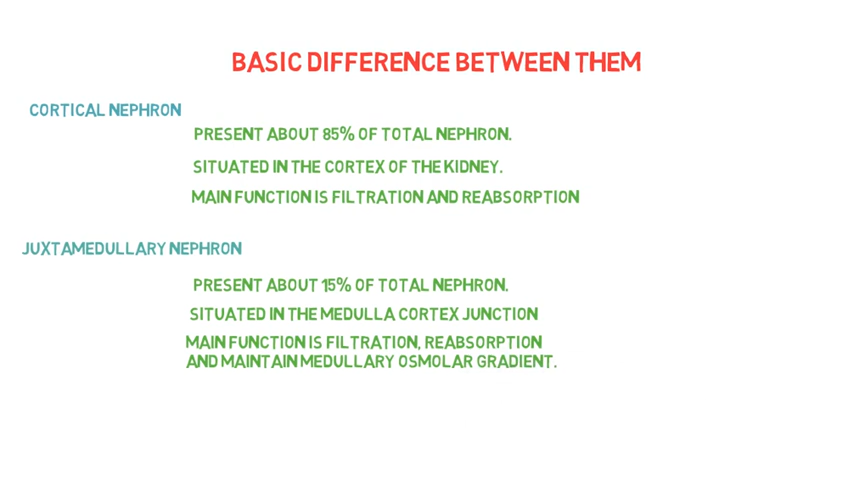 BASIC DIFFERENCE BETWEEN THEM
CORTICAL NEPHRON
PRESENT ABOUT 85% OF TOTAL NEPHRON.
SITUATED IN THE CORTEX OF THE KIDNEY.
MAIN FUNCTION IS FILTRATION AND REABSORPTION
JUXTAMEDULLARY NEPHRON
PRESENT ABOUT 15% OF TOTAL NEPHRON.
SITUATED IN THE MEDULLA CORTEX JUNCTION
MAIN FUNCTION IS FILTRATION, REABSORPTION
AND MAINTAIN MEDULLARY OSMOLAR GRADIENT.